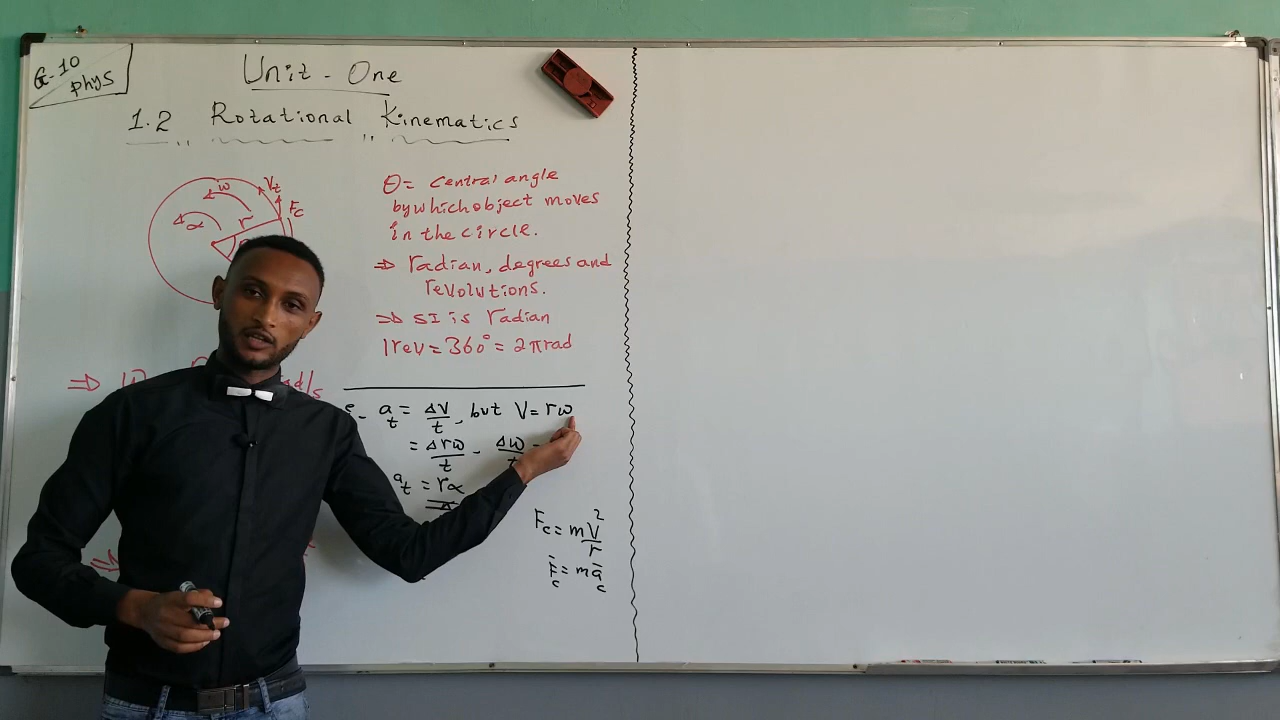 G-10
phys
Unit - One
1.2 Rotational Kinematics
ω
Vt
Fc
α
r
θ = central angle
by which object moves
in the circle.
⇒ radian, degrees and
revolutions.
⇒ SI is radian
1rev = 360° = 2πrad
⇒ W
ad/s
at = ΔV/t, but V = rω
= Δrω/t - Δω
at = rα
Fc = mV²/r
Fc = mac